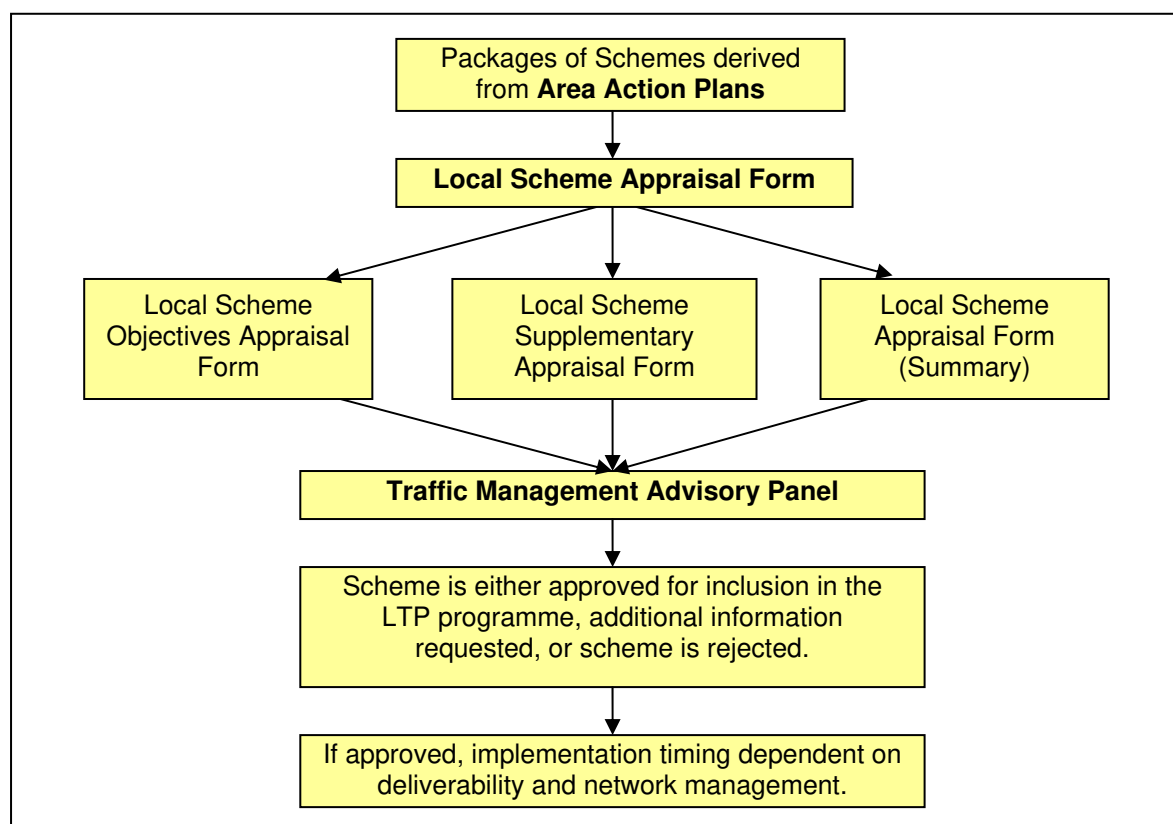 Packages of Schemes derived
from Area Action Plans
Local Scheme Appraisal Form
Local Scheme
Objectives Appraisal
Form
Local Scheme
Supplementary
Appraisal Form
Local Scheme
Appraisal Form
(Summary)
Traffic Management Advisory Panel
Scheme is either approved for inclusion in the
LTP programme, additional information
requested, or scheme is rejected.
If approved, implementation timing dependent on
deliverability and network management.